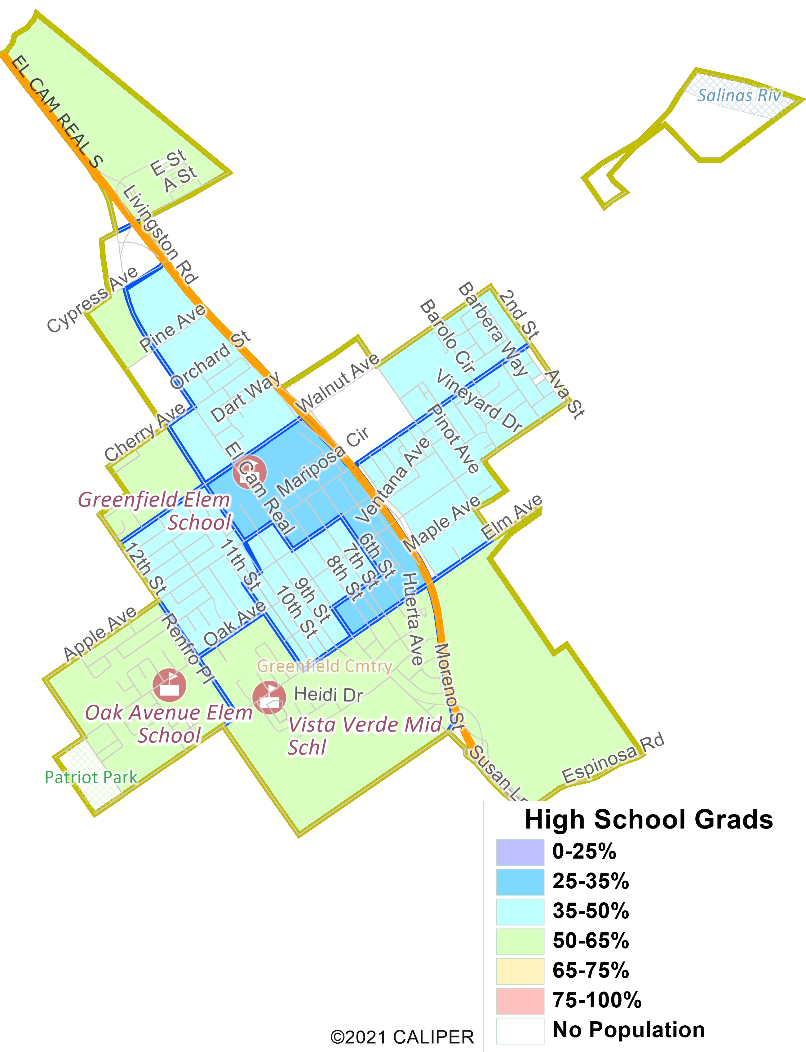 EL CAM REAL S
Salinas Riv
E St
A St
Livingston Rd
Cypress Ave
Pine Ave
Orchard St
Dart Way
Walnut Ave
Barolo Cir
Barbera Way
2nd St
Ava St
Vineyard Dr
Pinot Ave
Cherry Ave
El Cam Real
Mariposa Cir
Ventana Ave
Maple Ave
Elm Ave
Greenfield Elem
School
12th St
11th St
10th St
9th St
8th St
7th St
6th St
Huerta Ave
Apple Ave
Renfro Pl
Oak Ave
Greenfield Cmtry
Moreno St
Oak Avenue Elem
School
Heidi Dr
Vista Verde Mid
Schl
Susan L
Espinosa Rd
Patriot Park
High School Grads
0-25%
25-35%
35-50%
50-65%
65-75%
75-100%
No Population
©2021 CALIPER